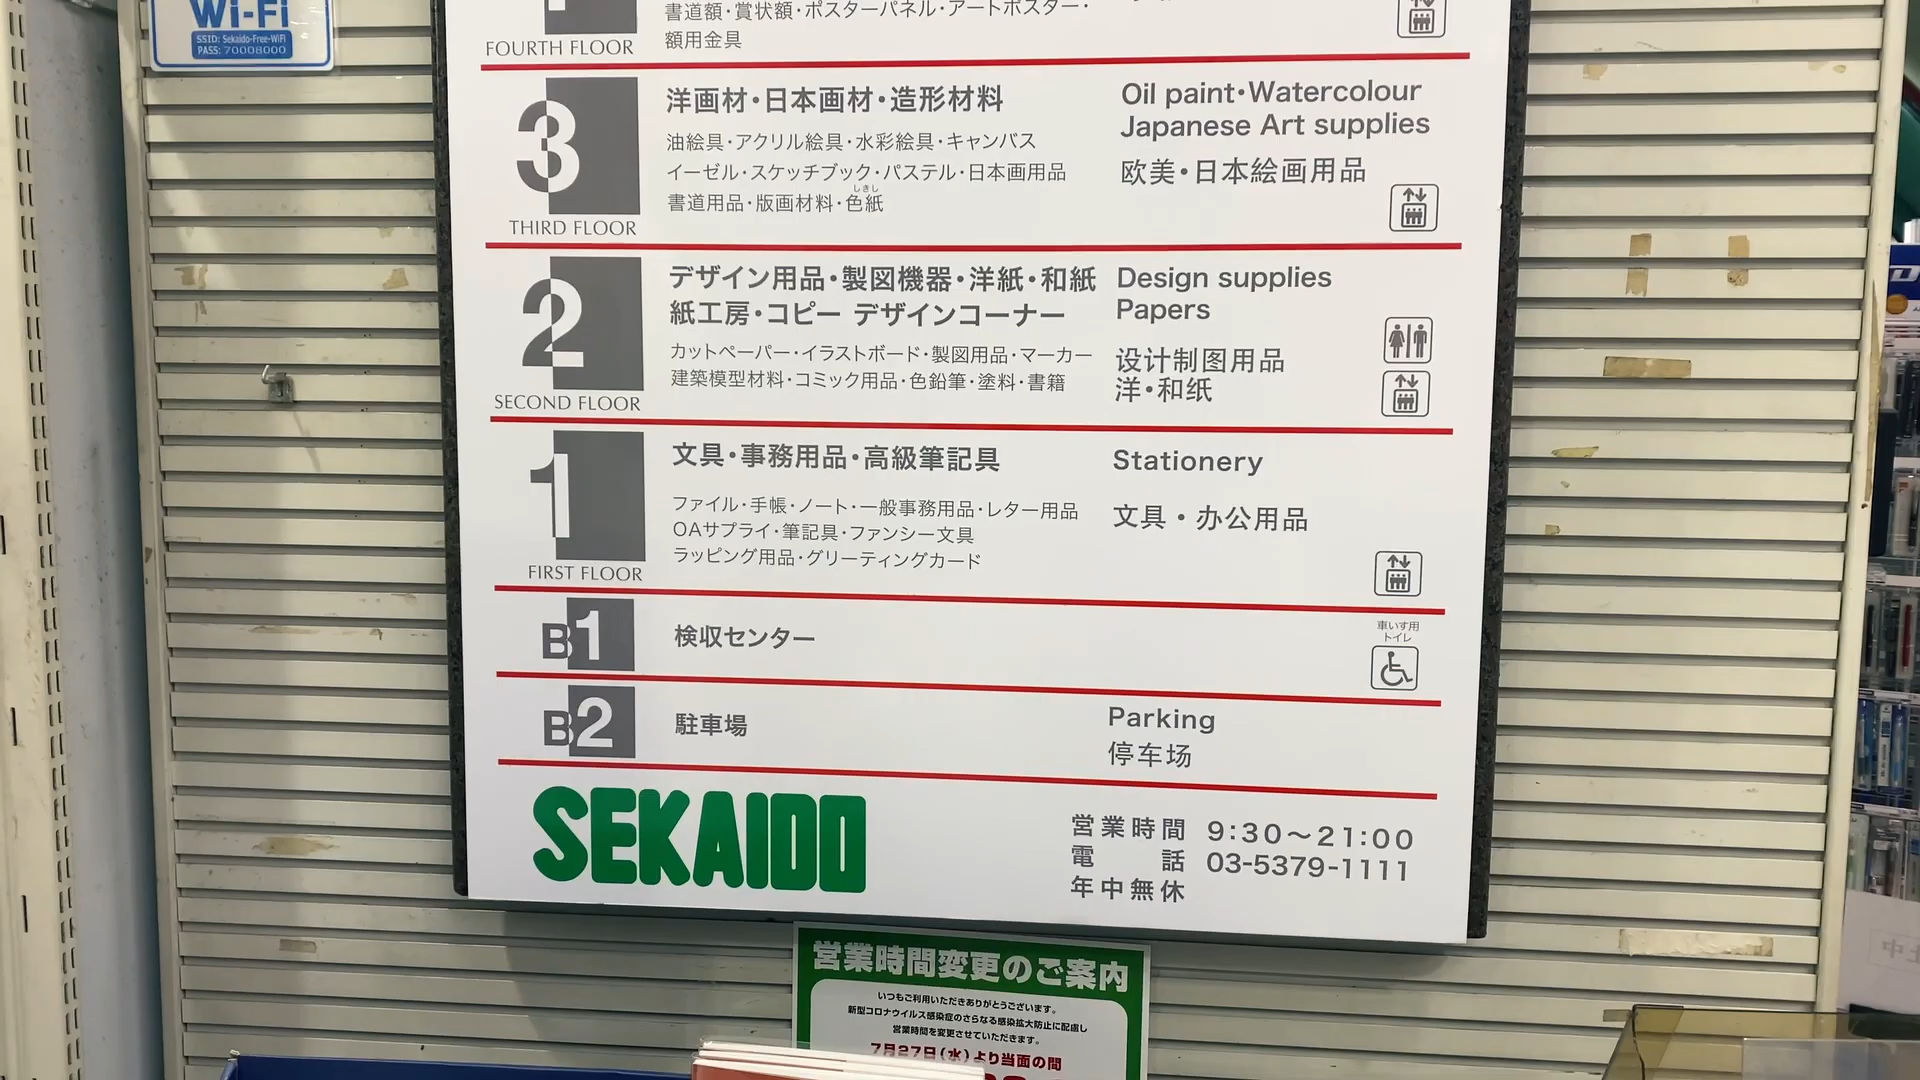 Wi-Fi
SSID: Sekaido-Free-WiFi
PASS: 70008000
書道額・賞状額・ポスターパネル・アートポスター・
額用金具
FOURTH FLOOR
3
THIRD FLOOR
洋画材・日本画材・造形材料
油絵具・アクリル絵具・水彩絵具・キャンバス
イーゼル・スケッチブック・パステル・日本画用品
しきし
書道用品・版画材料・色紙
Oil paint・Watercolour
Japanese Art supplies
欧美・日本绘画用品
2
SECOND FLOOR
デザイン用品・製図機器・洋紙・和紙
紙工房・コピー デザインコーナー
カットペーパー・イラストボード・製図用品・マーカー
建築模型材料・コミック用品・色鉛筆・塗料・書籍
Design supplies
Papers
设计制图用品
洋・和纸
1
FIRST FLOOR
文具・事務用品・高級筆記具
ファイル・手帳・ノート・一般事務用品・レター用品
OAサプライ・筆記具・ファンシー文具
ラッピング用品・グリーティングカード
Stationery
文具・办公用品
B1
検収センター
車いす用
トイレ
B2
駐車場
Parking
停车场
SEKAIDO
営業時間 9:30～21:00
電話 03-5379-1111
年中無休
営業時間変更のご案内
いつもご利用いただきありがとうございます。
新型コロナウイルス感染症のさらなる感染拡大防止に配慮し
営業時間を変更させていただきます。
7月27日(水)より当面の間